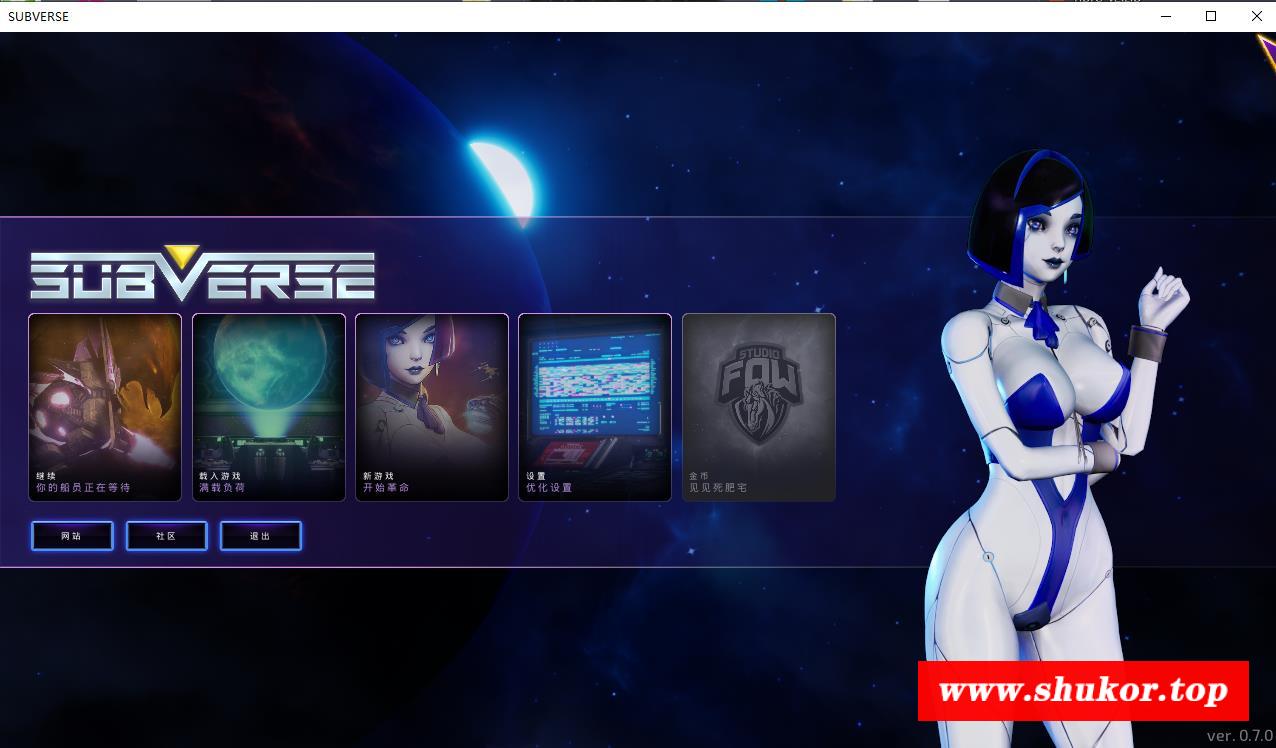 SUBVERSE
SUBVERSE
STUDIO
FOW
继续
你的船员正在等待
载入游戏
满载负荷
新游戏
开始革命
设置
优化设置
金币
见见死肥宅
网站
社区
退出
www.shukor.top
ver. 0.7.0